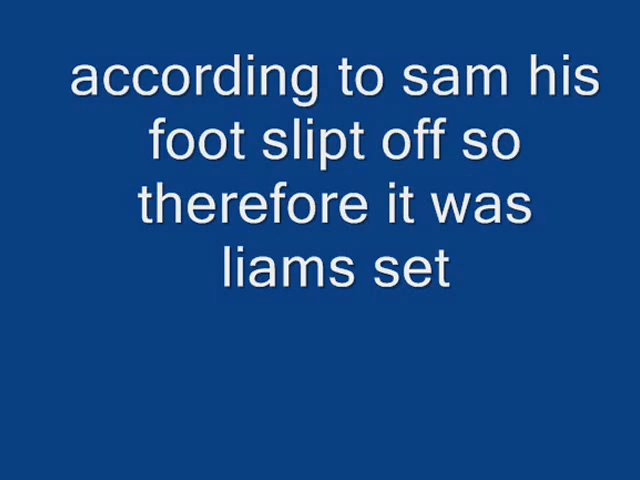 according to sam his
foot slipt off so
therefore it was
liams set